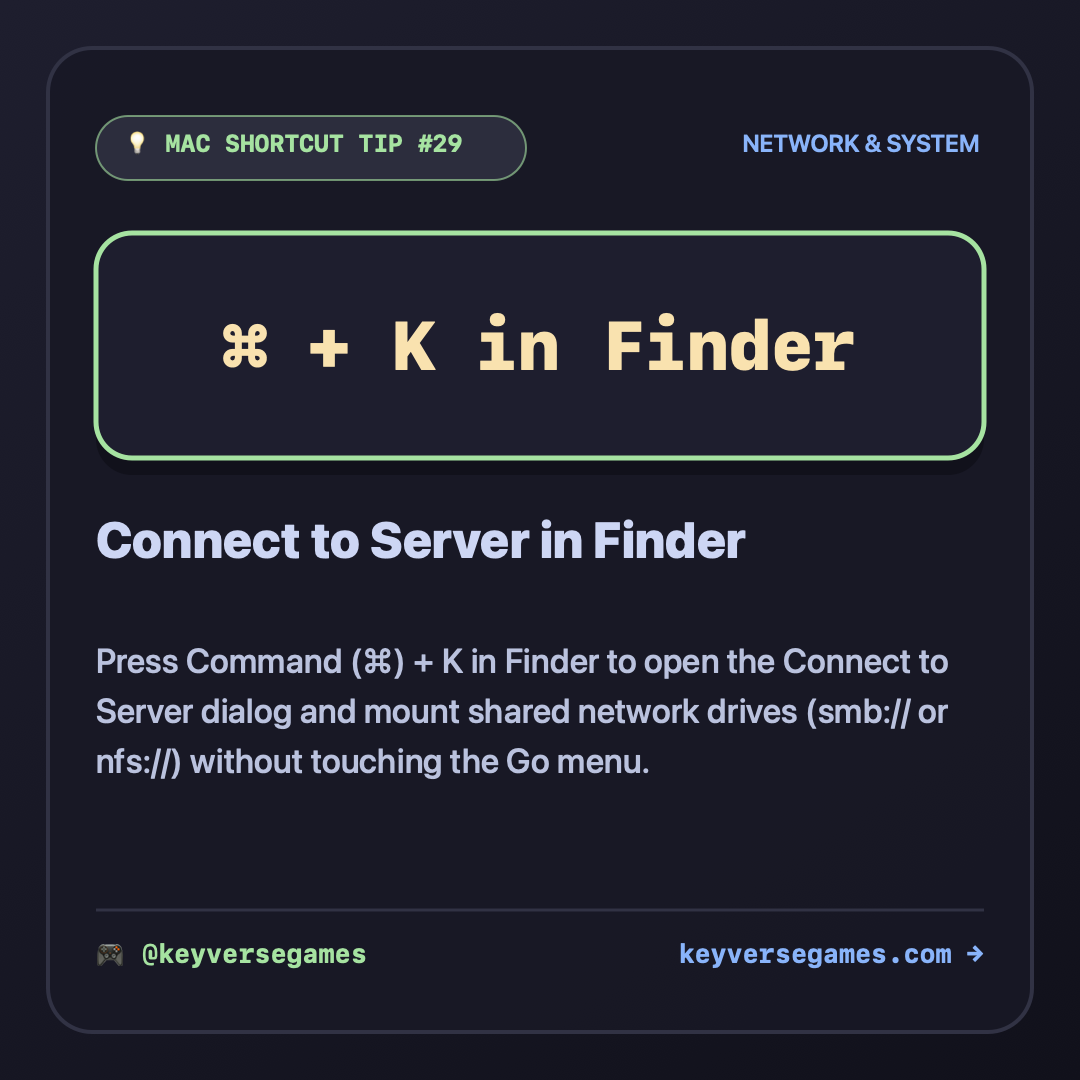 💡 MAC SHORTCUT TIP #29
NETWORK & SYSTEM
⌘ + K in Finder
Connect to Server in Finder
Press Command (⌘) + K in Finder to open the Connect to
Server dialog and mount shared network drives (smb:// or
nfs://) without touching the Go menu.
🎮 @keyversegames
keyversegames.com →